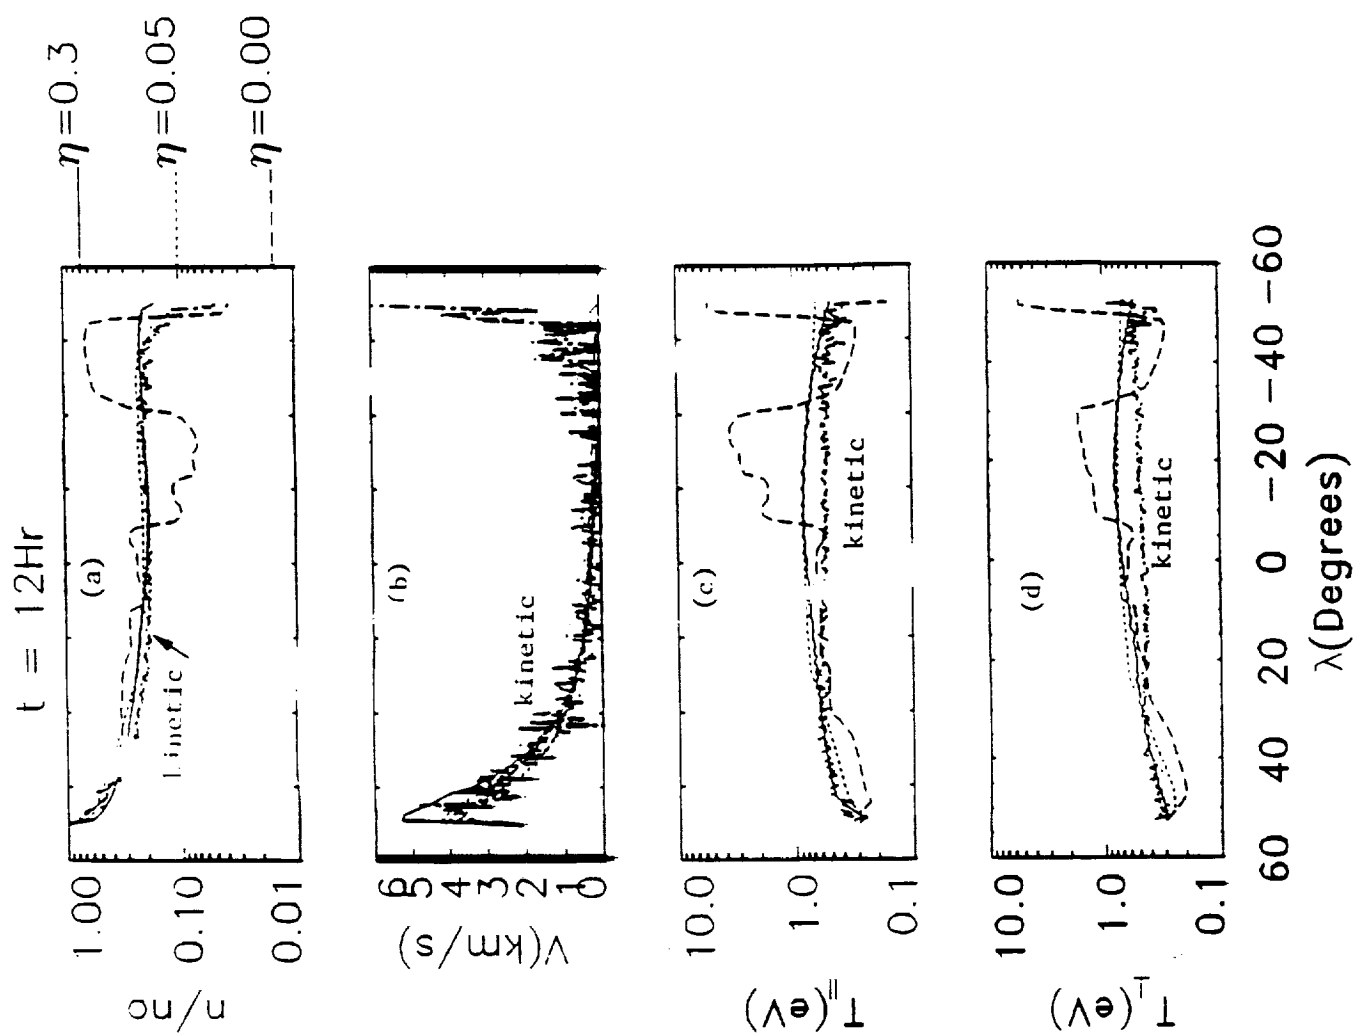 t = 12Hr
η=0.3
η=0.05
η=0.00
n/no
1.00
0.10
0.01
(a)
kinetic
V(km/s)
6
5
4
3
2
1
0
(b)
kinetic
T∥(eV)
10.0
1.0
0.1
(c)
kinetic
T⊥(eV)
10.0
1.0
0.1
(d)
kinetic
60 40 20 0 −20 −40 −60
λ(Degrees)